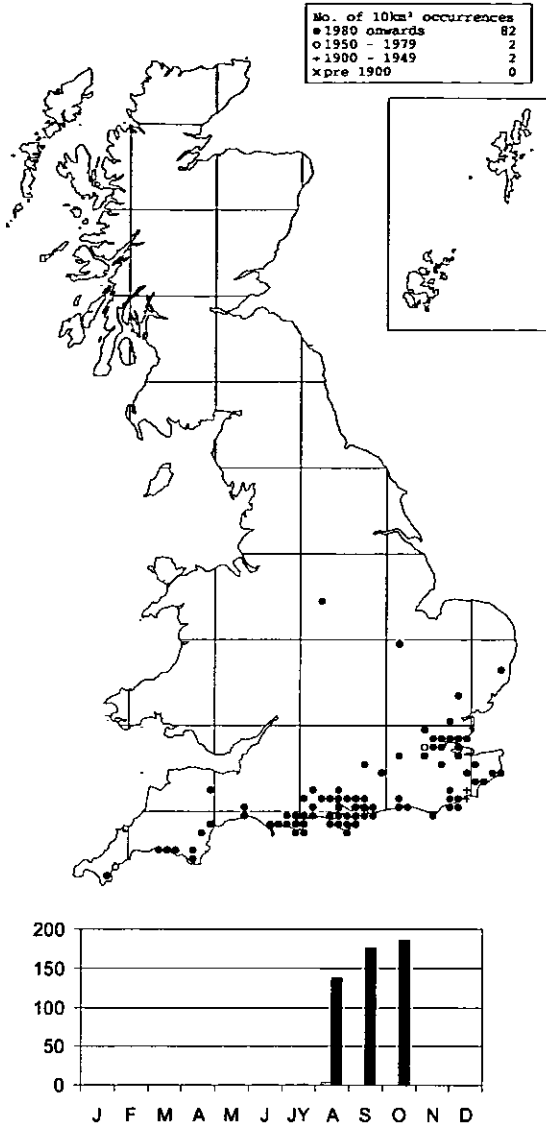 No. of 10km² occurrences
● 1980 onwards 82
o 1950 - 1979 2
+ 1900 - 1949 2
x pre 1900 0
200
150
100
50
0
J F M A M J JY A S O N D